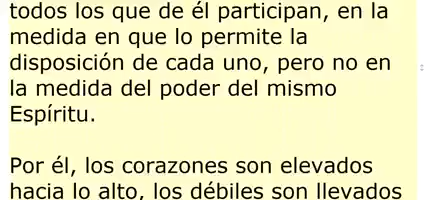 todos los que de él participan, en la
medida en que lo permite la
disposición de cada uno, pero no en
la medida del poder del mismo
Espíritu.
Por él, los corazones son elevados
hacia lo alto, los débiles son llevados